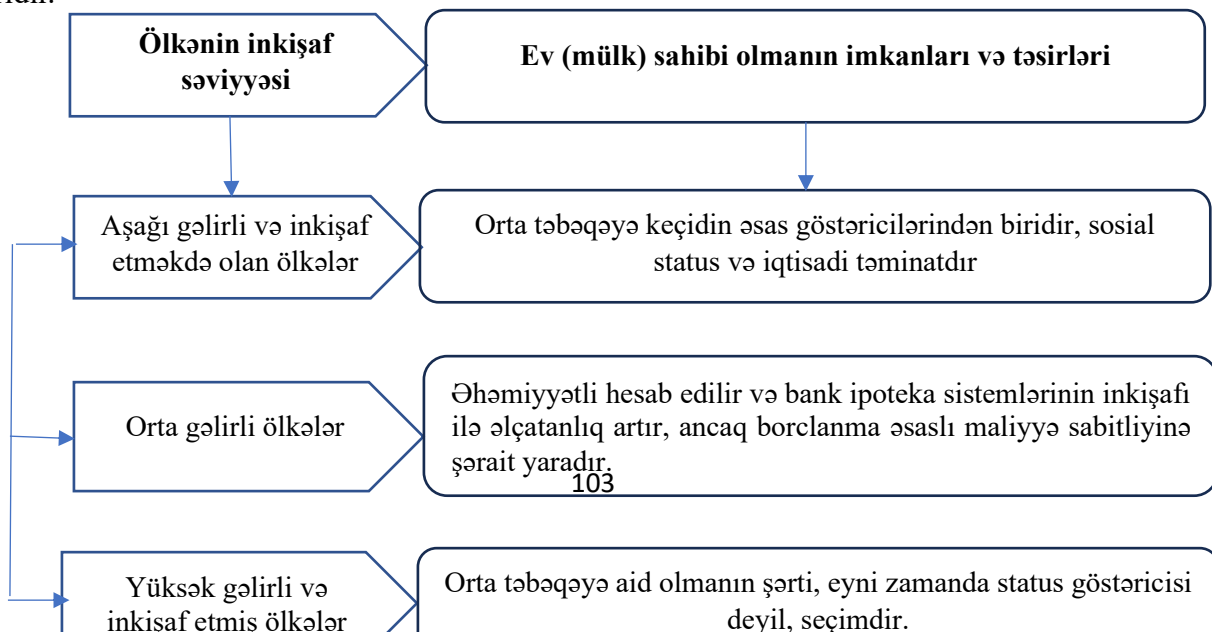 Ölkənin inkişaf
səviyyəsi
Ev (mülk) sahibi olmanın imkanları və təsirləri
Aşağı gəlirli və inkişaf
etməkdə olan ölkələr
Orta təbəqəyə keçidin əsas göstəricilərindən biridir, sosial
status və iqtisadi təminatdır
Orta gəlirli ölkələr
Əhəmiyyətli hesab edilir və bank ipoteka sistemlərinin inkişafı
ilə əlçatanlıq artır, ancaq borclanma əsaslı maliyyə sabitliyinə
şərait yaradır.
103
Yüksək gəlirli və
inkişaf etmiş ölkələr
Orta təbəqəyə aid olmanın şərti, eyni zamanda status göstəricisi
deyil, seçimdir.